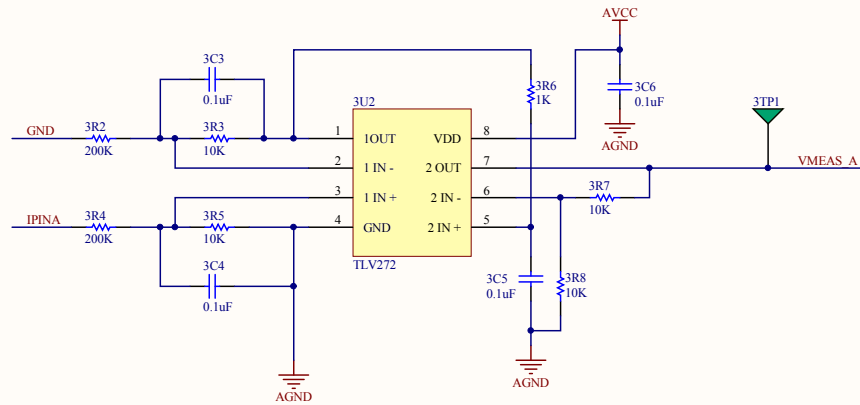 AVCC
3C3
0.1uF
3R6
1K
3C6
0.1uF
AGND
3TP1
3U2
GND
3R2
200K
3R3
10K
1
1OUT
VDD
8
2
1 IN -
2 OUT
7
VMEAS_A
3
1 IN +
2 IN -
6
3R7
10K
IPINA
3R4
200K
3R5
10K
4
GND
2 IN +
5
TLV272
3C4
0.1uF
3C5
0.1uF
3R8
10K
AGND
AGND